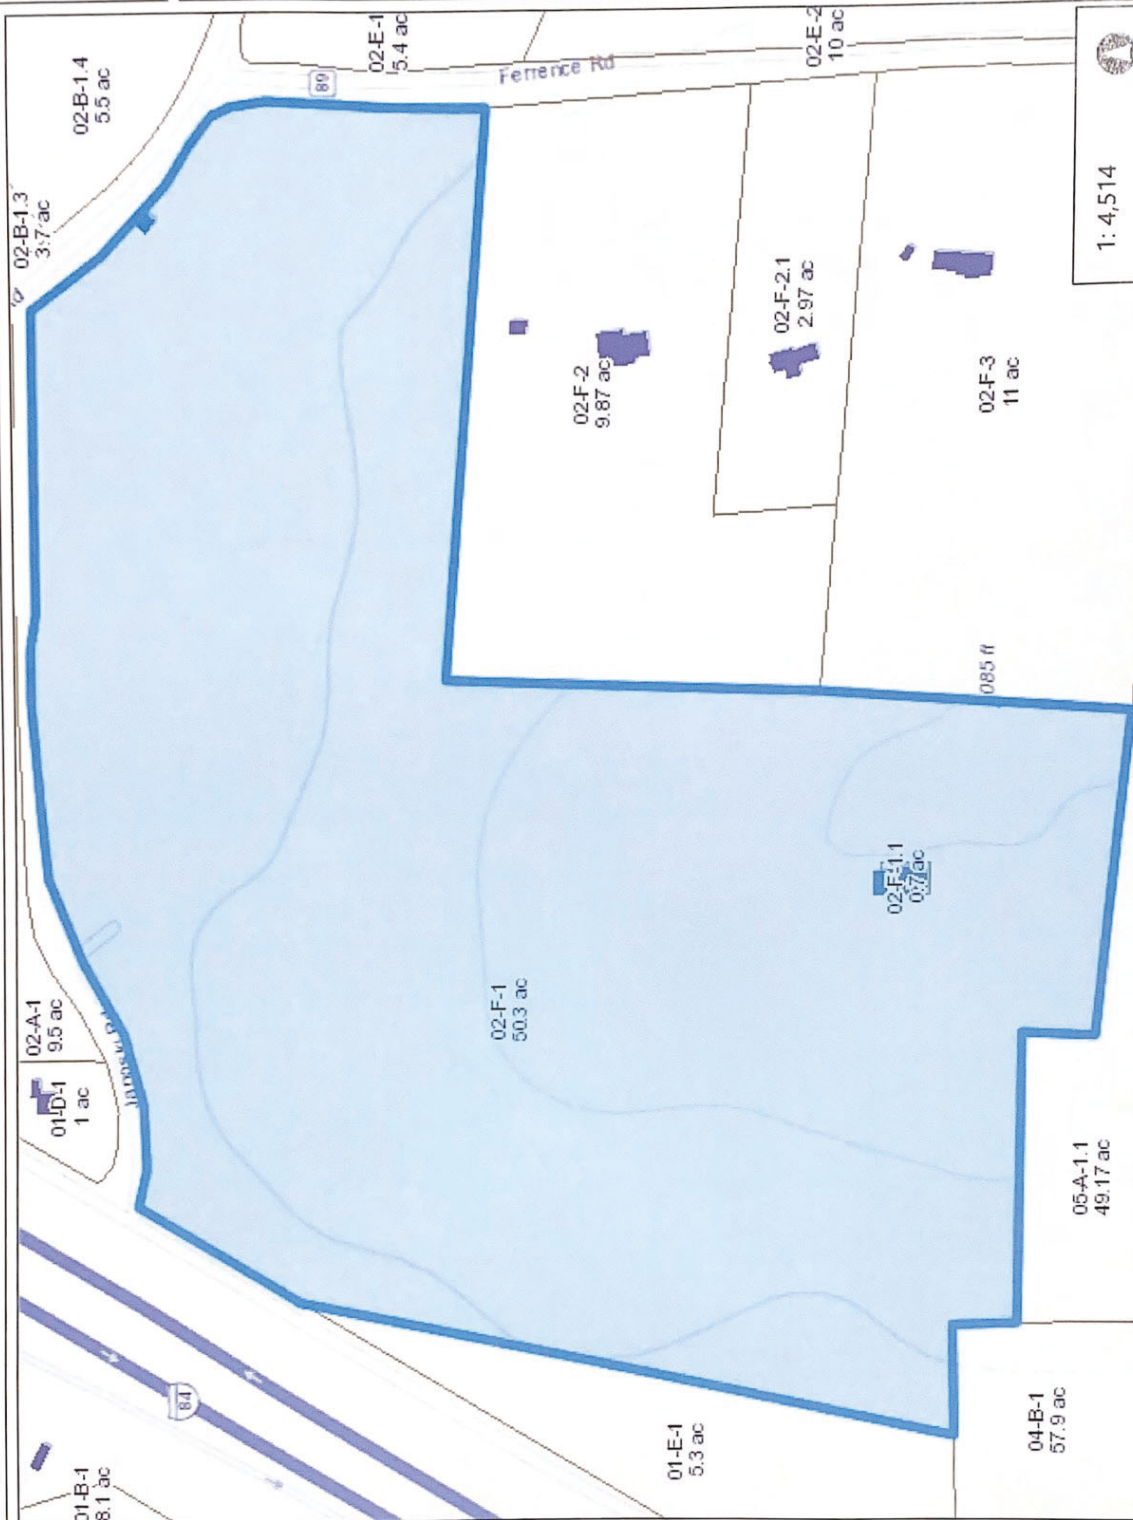 02-A-1
9.5 ac
01-D-1
1 ac
02-B-1.3
3.7 ac
01-B-1
8.1 ac
02-B-1.4
5.5 ac
84
89
02-E-1
5.4 ac
02-F-1
50.3 ac
Ferrence Rd
02-F-2
9.87 ac
01-E-1
5.3 ac
02-F-2.1
2.97 ac
02-E-2
10 ac
02-F-1.1
0.7 ac
085 ft
02-F-3
11 ac
04-B-1
57.9 ac
05-A-1.1
49.17 ac
1: 4,514